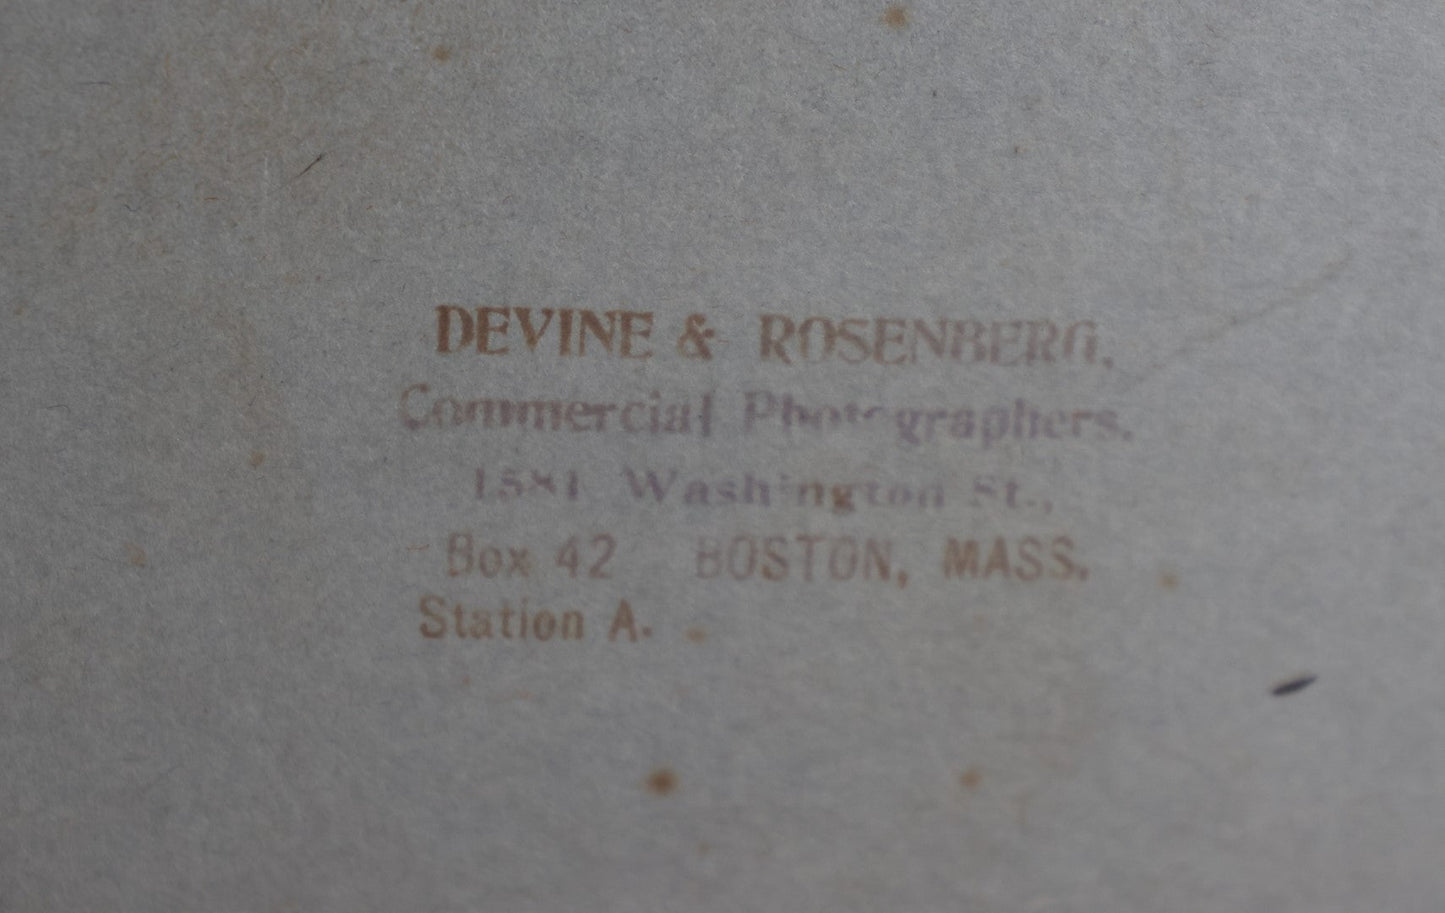 DEVINE & ROSENBERG,
Commercial Photographers,
1581 Washington St.,
Box 42 BOSTON, MASS.
Station A.